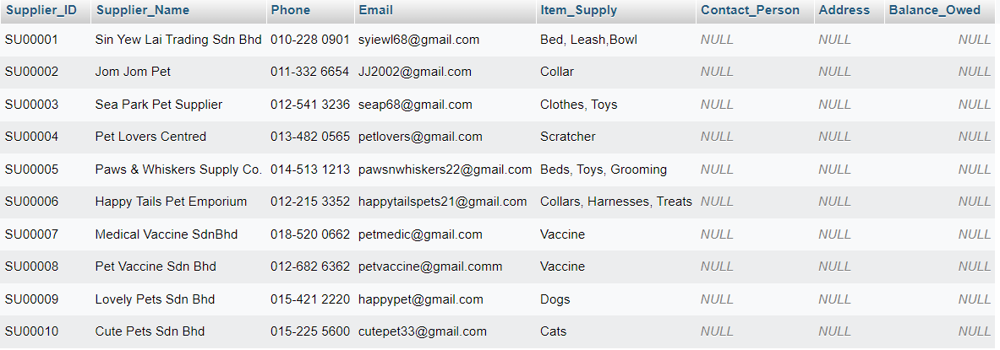 Supplier_ID Supplier_Name Phone Email Item_Supply Contact_Person Address Balance_Owed
SU00001 Sin Yew Lai Trading Sdn Bhd 010-228 0901 syiewl68@gmail.com Bed, Leash,Bowl NULL NULL NULL
SU00002 Jom Jom Pet 011-332 6654 JJ2002@gmail.com Collar NULL NULL NULL
SU00003 Sea Park Pet Supplier 012-541 3236 seap68@gmail.com Clothes, Toys NULL NULL NULL
SU00004 Pet Lovers Centred 013-482 0565 petlovers@gmail.com Scratcher NULL NULL NULL
SU00005 Paws & Whiskers Supply Co. 014-513 1213 pawsnwhiskers22@gmail.com Beds, Toys, Grooming NULL NULL NULL
SU00006 Happy Tails Pet Emporium 012-215 3352 happytailspets21@gmail.com Collars, Harnesses, Treats NULL NULL NULL
SU00007 Medical Vaccine SdnBhd 018-520 0662 petmedic@gmail.com Vaccine NULL NULL NULL
SU00008 Pet Vaccine Sdn Bhd 012-682 6362 petvaccine@gmail.comm Vaccine NULL NULL NULL
SU00009 Lovely Pets Sdn Bhd 015-421 2220 happypet@gmail.com Dogs NULL NULL NULL
SU00010 Cute Pets Sdn Bhd 015-225 5600 cutepet33@gmail.com Cats NULL NULL NULL